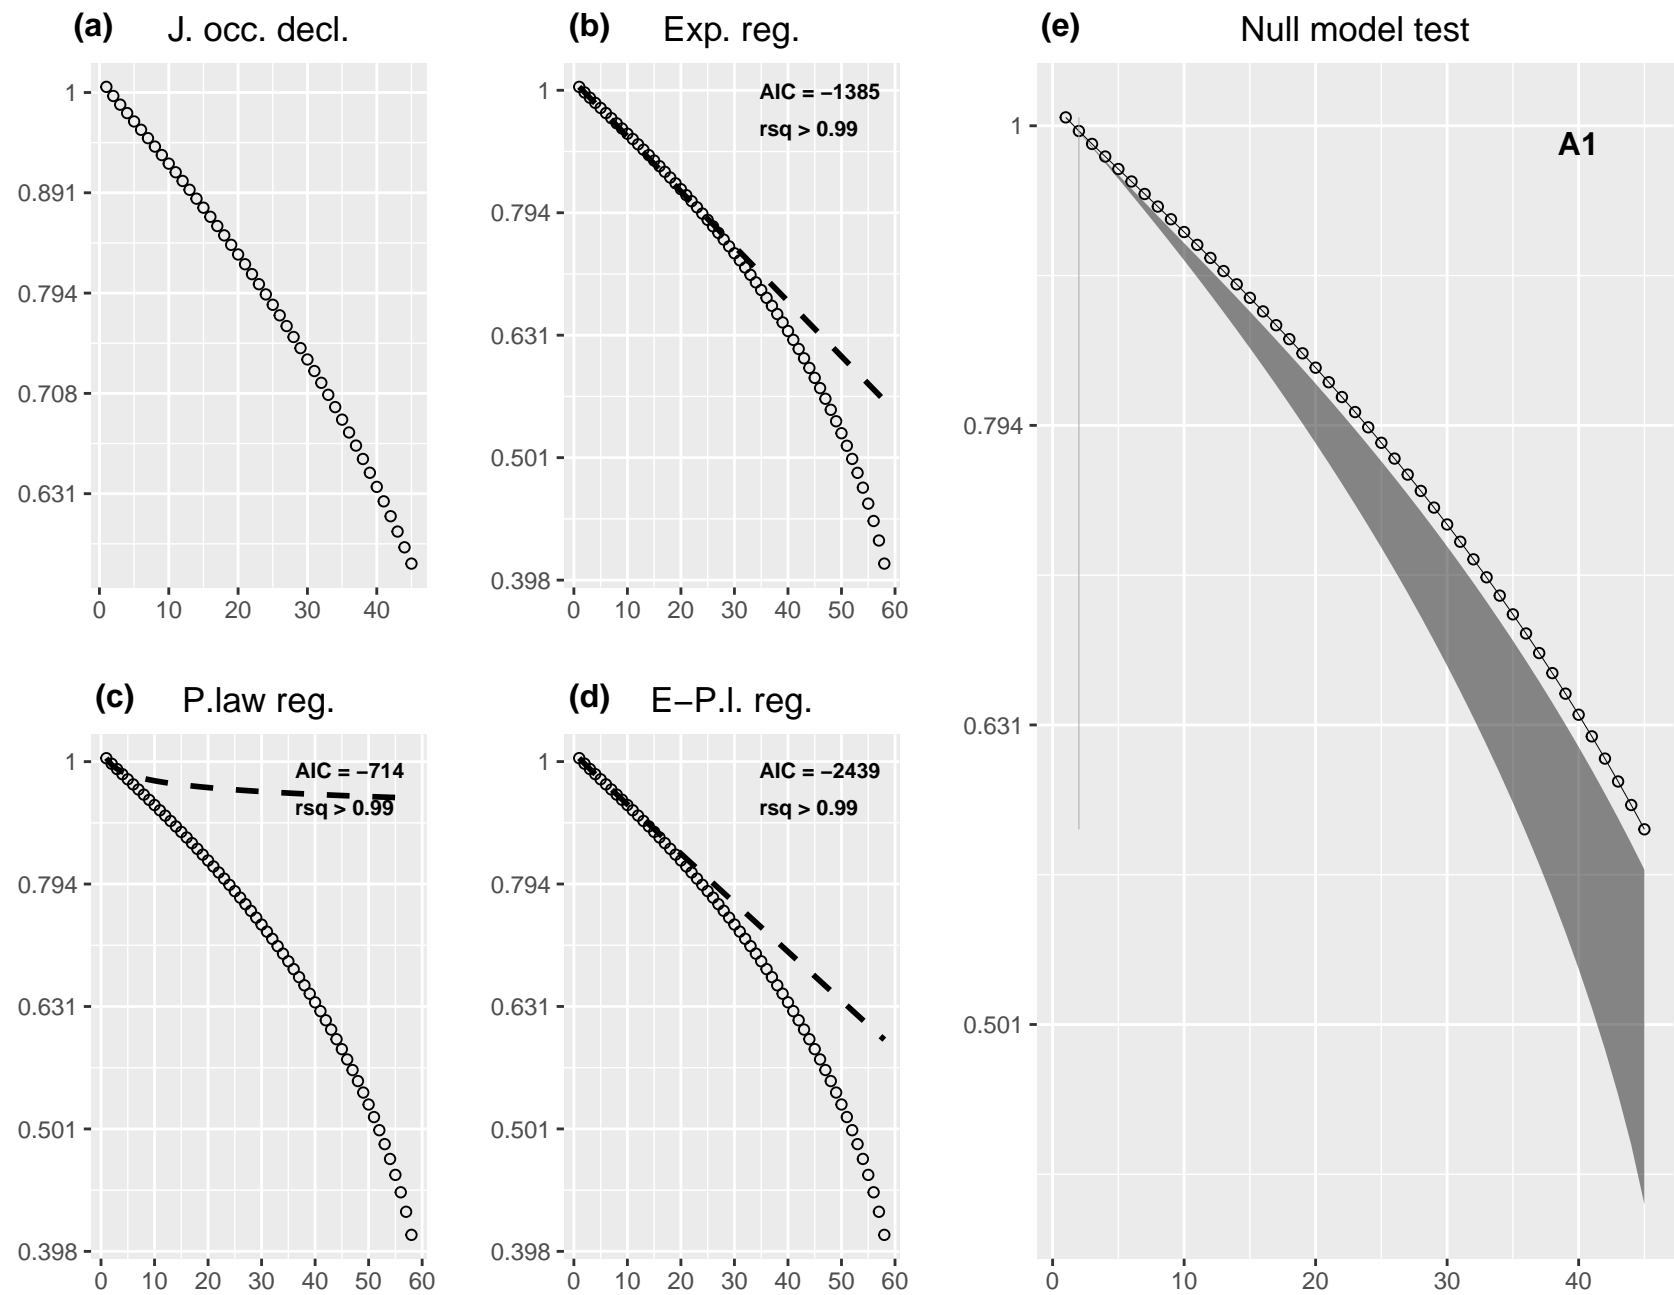 (a) J. occ. decl.
1
0.891
0.794
0.708
0.631
0 10 20 30 40
(b) Exp. reg.
AIC = −1385
rsq > 0.99
1
0.794
0.631
0.501
0.398
0 10 20 30 40 50 60
(c) P.law reg.
AIC = −714
rsq > 0.99
1
0.794
0.631
0.501
0.398
0 10 20 30 40 50 60
(d) E−P.l. reg.
AIC = −2439
rsq > 0.99
1
0.794
0.631
0.501
0.398
0 10 20 30 40 50 60
(e) Null model test
A1
1
0.794
0.631
0.501
0 10 20 30 40